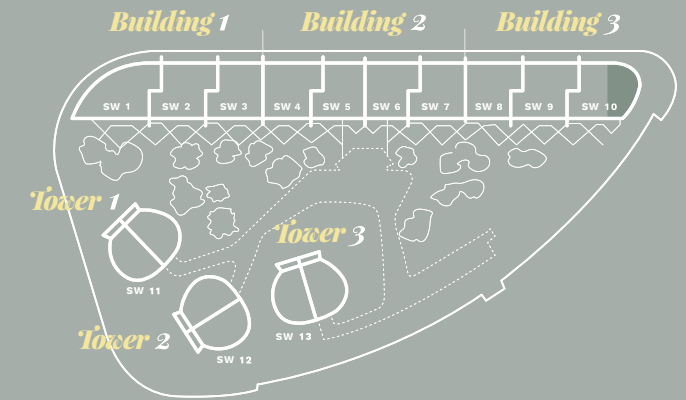 Building 1 Building 2 Building 3
SW 1 SW 2 SW 3 SW 4 SW 5 SW 6 SW 7 SW 8 SW 9 SW 10
Tower 1
Tower 3
SW 11
Tower 2
SW 13
SW 12